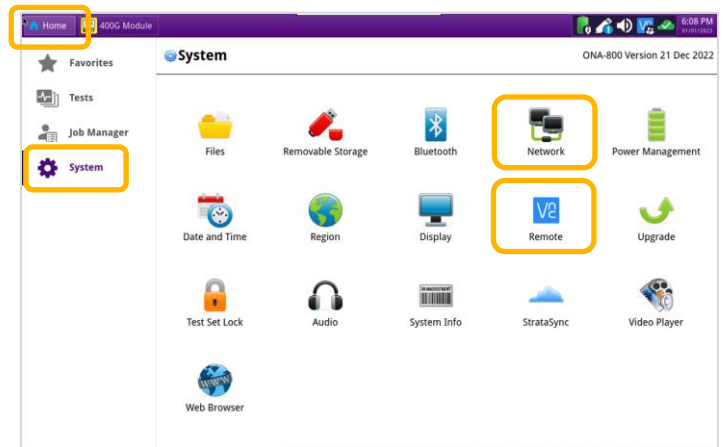 Home
400G Module
6:08 PM
01/01/2023
Favorites
Tests
Job Manager
System
System
ONA-800 Version 21 Dec 2022
Files
Removable Storage
Bluetooth
Network
Power Management
Date and Time
Region
Display
Remote
Upgrade
Test Set Lock
Audio
System Info
StrataSync
Video Player
Web Browser